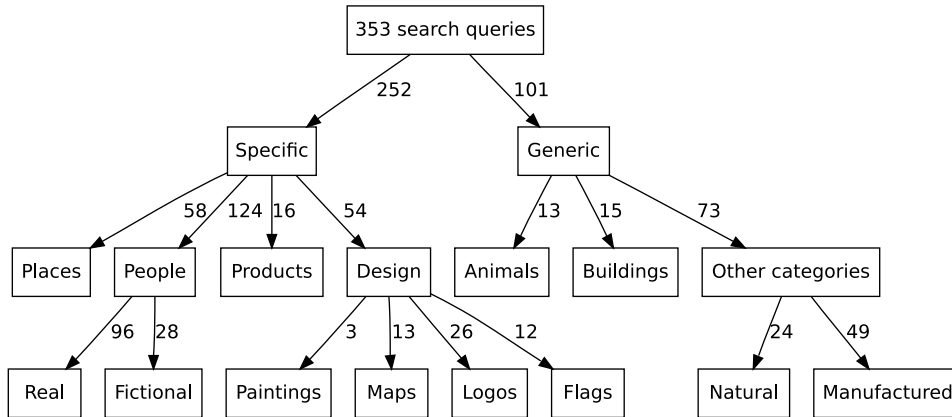 353 search queries
252 101
Specific Generic
58 124 16 54 13 15 73
Places People Products Design Animals Buildings Other categories
96 28 3 13 26 12 24 49
Real Fictional Paintings Maps Logos Flags Natural Manufactured